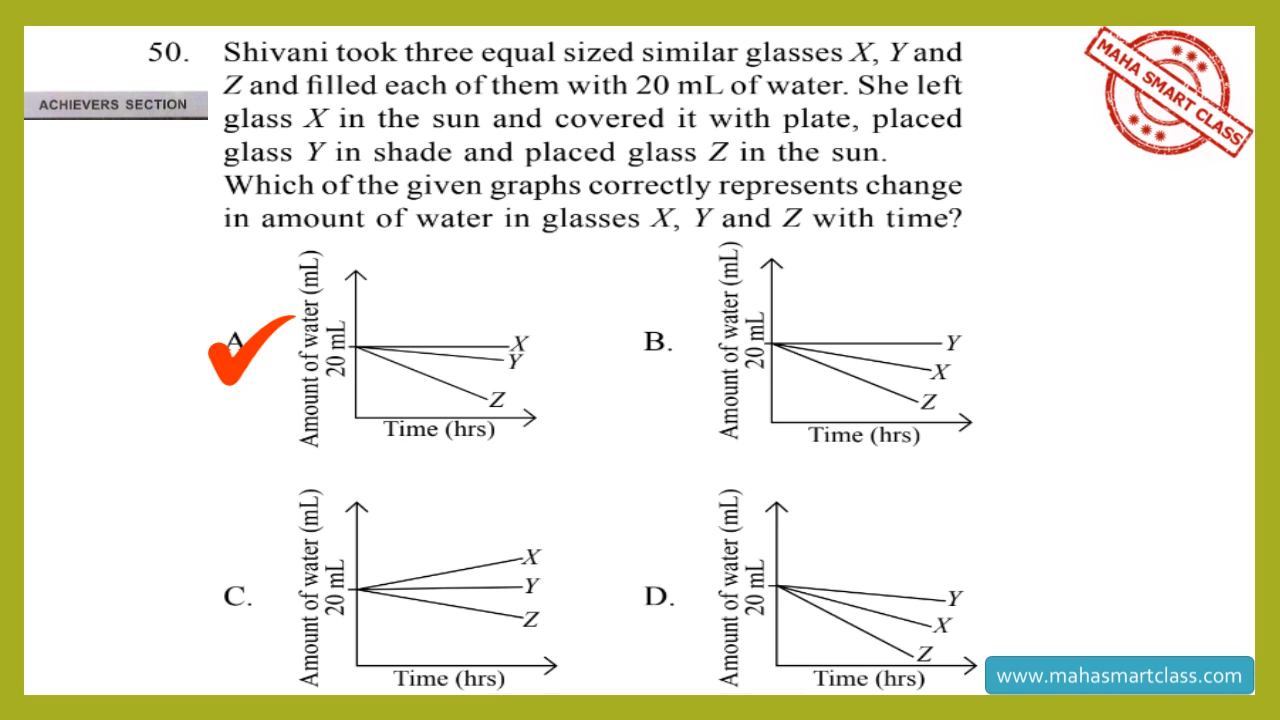 50. Shivani took three equal sized similar glasses X, Y and
ACHIEVERS SECTION
Z and filled each of them with 20 mL of water. She left
glass X in the sun and covered it with plate, placed
glass Y in shade and placed glass Z in the sun.
Which of the given graphs correctly represents change
in amount of water in glasses X, Y and Z with time?
MAHA SMART CLASS
A
Amount of water (mL)
20 mL
X
Y
Z
Time (hrs)
B.
Amount of water (mL)
20 mL
Y
X
Z
Time (hrs)
C.
Amount of water (mL)
20 mL
X
Y
Z
Time (hrs)
D.
Amount of water (mL)
20 mL
Y
X
Z
Time (hrs)
www.mahasmartclass.com